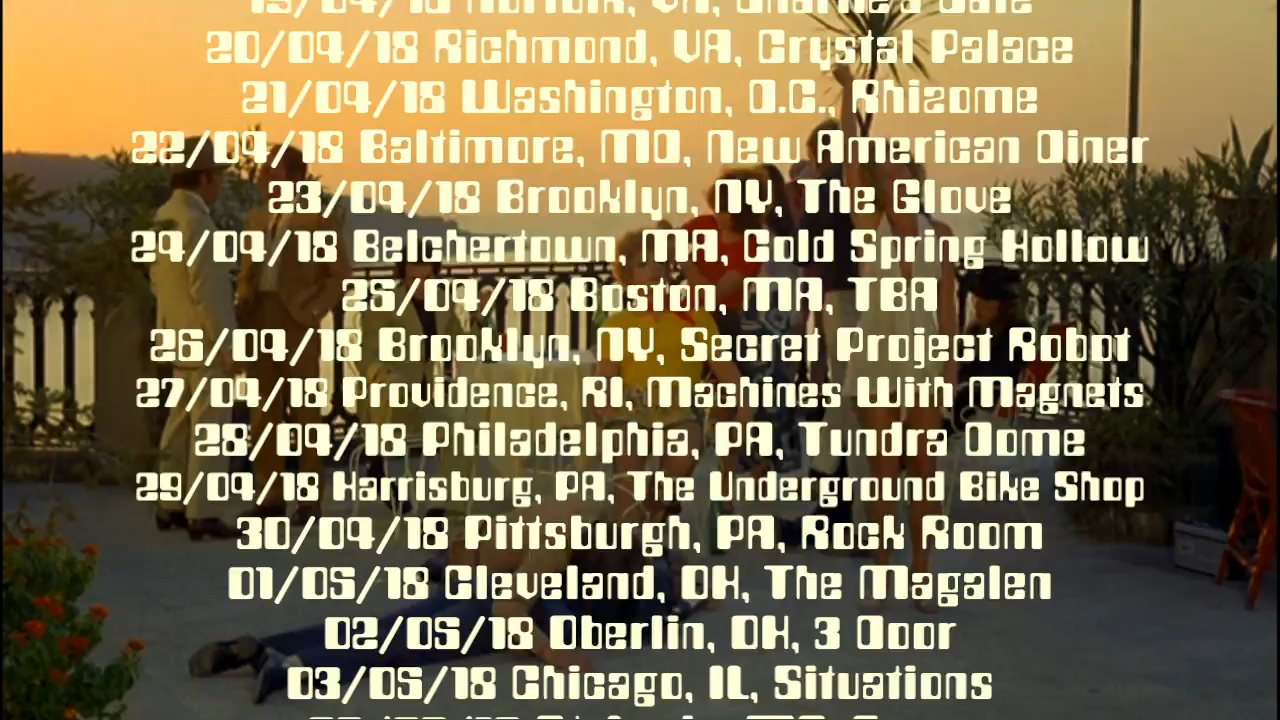 20/04/18 Richmond, VA, Crystal Palace
21/04/18 Washington, D.C., Rhizome
22/04/18 Baltimore, MD, New American Diner
23/04/18 Brooklyn, NY, The Glove
24/04/18 Belchertown, MA, Cold Spring Hollow
25/04/18 Boston, MA, TBA
26/04/18 Brooklyn, NY, Secret Project Robot
27/04/18 Providence, RI, Machines With Magnets
28/04/18 Philadelphia, PA, Tundra Dome
29/04/18 Harrisburg, PA, The Underground Bike Shop
30/04/18 Pittsburgh, PA, Rock Room
01/05/18 Cleveland, OH, The Magalen
02/05/18 Oberlin, OH, 3 Door
03/05/18 Chicago, IL, Situations